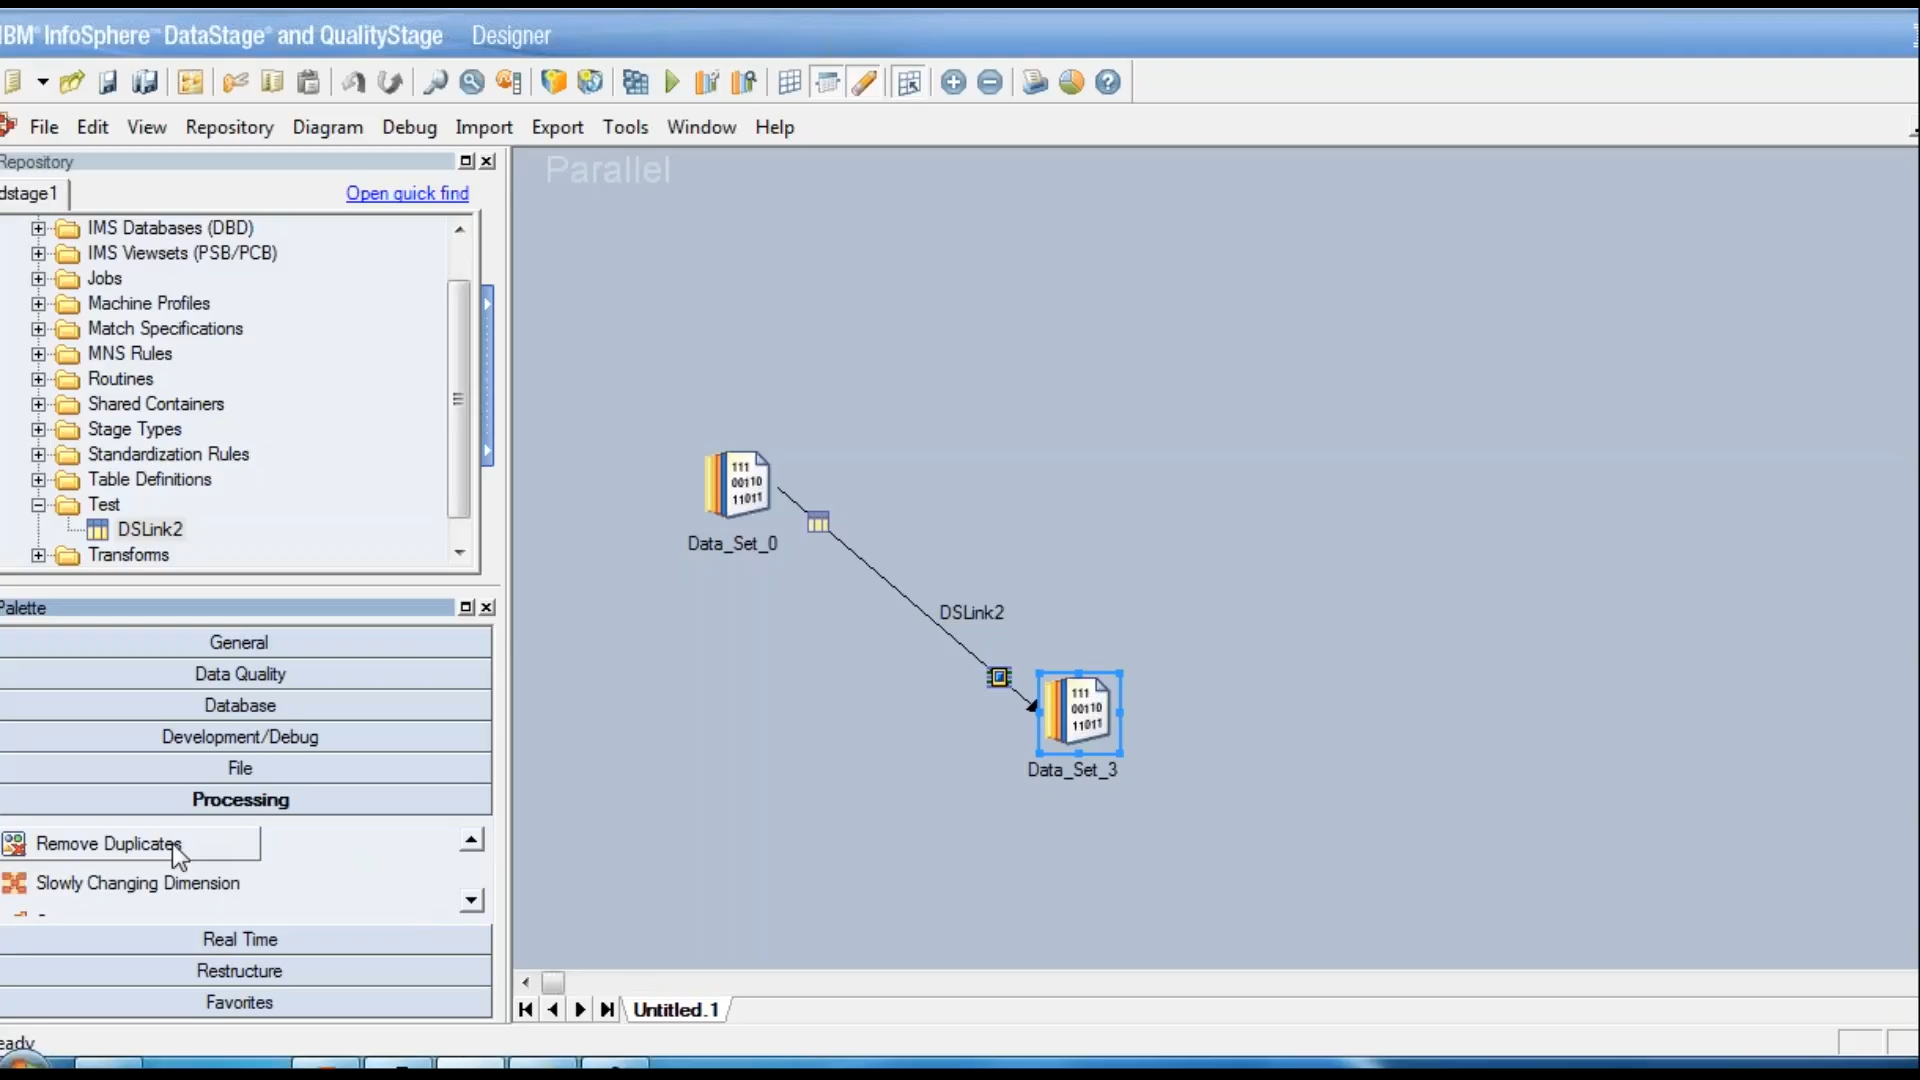 IBM InfoSphere DataStage and QualityStage Designer
File Edit View Repository Diagram Debug Import Export Tools Window Help
Repository
dstage1
Open quick find
IMS Databases (DBD)
IMS Viewsets (PSB/PCB)
Jobs
Machine Profiles
Match Specifications
MNS Rules
Routines
Shared Containers
Stage Types
Standardization Rules
Table Definitions
Test
DSLink2
Transforms
Palette
General
Data Quality
Database
Development/Debug
File
Processing
Remove Duplicates
Slowly Changing Dimension
Real Time
Restructure
Favorites
Parallel
111
00110
11011
Data_Set_0
DSLink2
111
00110
11011
Data_Set_3
Untitled.1
eady